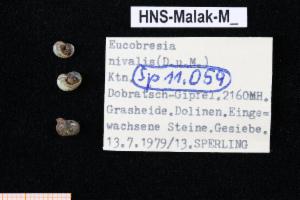 HNS-Malak-M_
Eucobresia
nivalis(D.u.M.)
Ktn.
Sp 11.059
Dobratsch-Gipfel.2160MH.
Grasheide.Dolinen.Einge=
wachsene Steine.Gesiebe.
13.7.1979/13.SPERLING